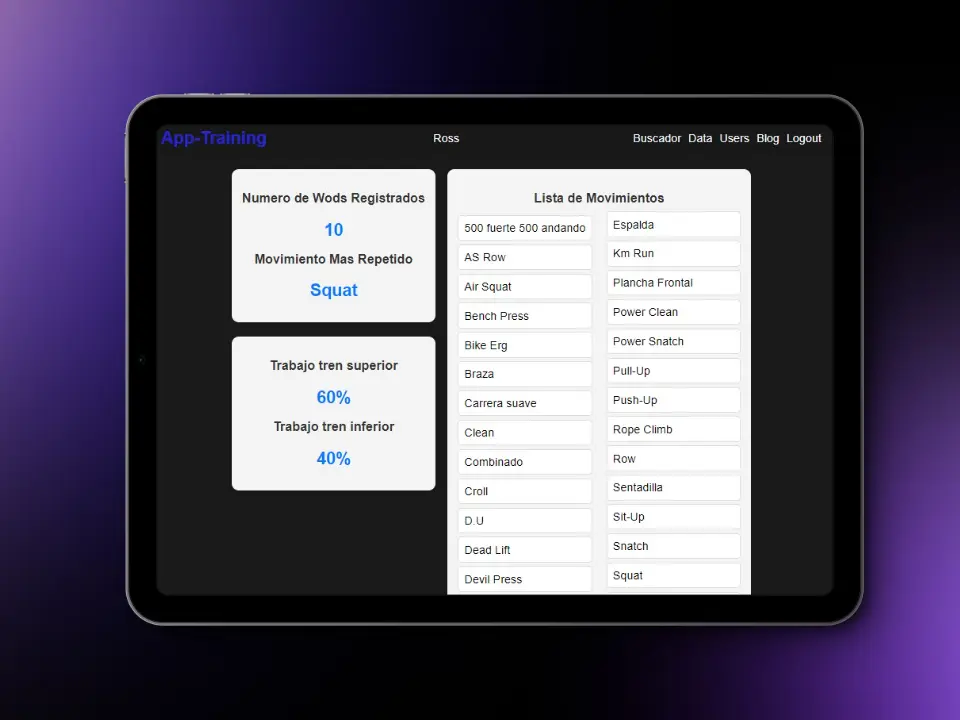 App-Training
Ross
Buscador Data Users Blog Logout
Numero de Wods Registrados
10
Movimiento Mas Repetido
Squat
Trabajo tren superior
60%
Trabajo tren inferior
40%
Lista de Movimientos
500 fuerte 500 andando
AS Row
Air Squat
Bench Press
Bike Erg
Braza
Carrera suave
Clean
Combinado
Croll
D.U
Dead Lift
Devil Press
Espalda
Km Run
Plancha Frontal
Power Clean
Power Snatch
Pull-Up
Push-Up
Rope Climb
Row
Sentadilla
Sit-Up
Snatch
Squat